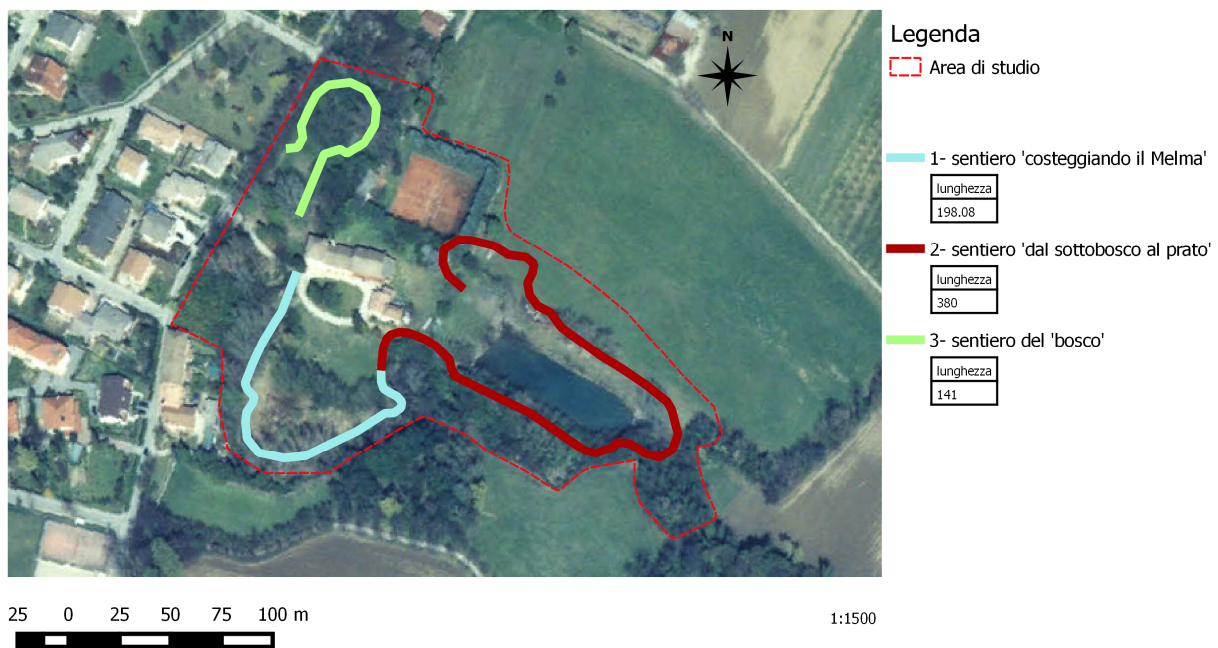 N
Legenda
Area di studio
1- sentiero 'costeggiando il Melma'
lunghezza
198.08
2- sentiero 'dal sottobosco al prato'
lunghezza
380
3- sentiero del 'bosco'
lunghezza
141
25 0 25 50 75 100 m
1:1500